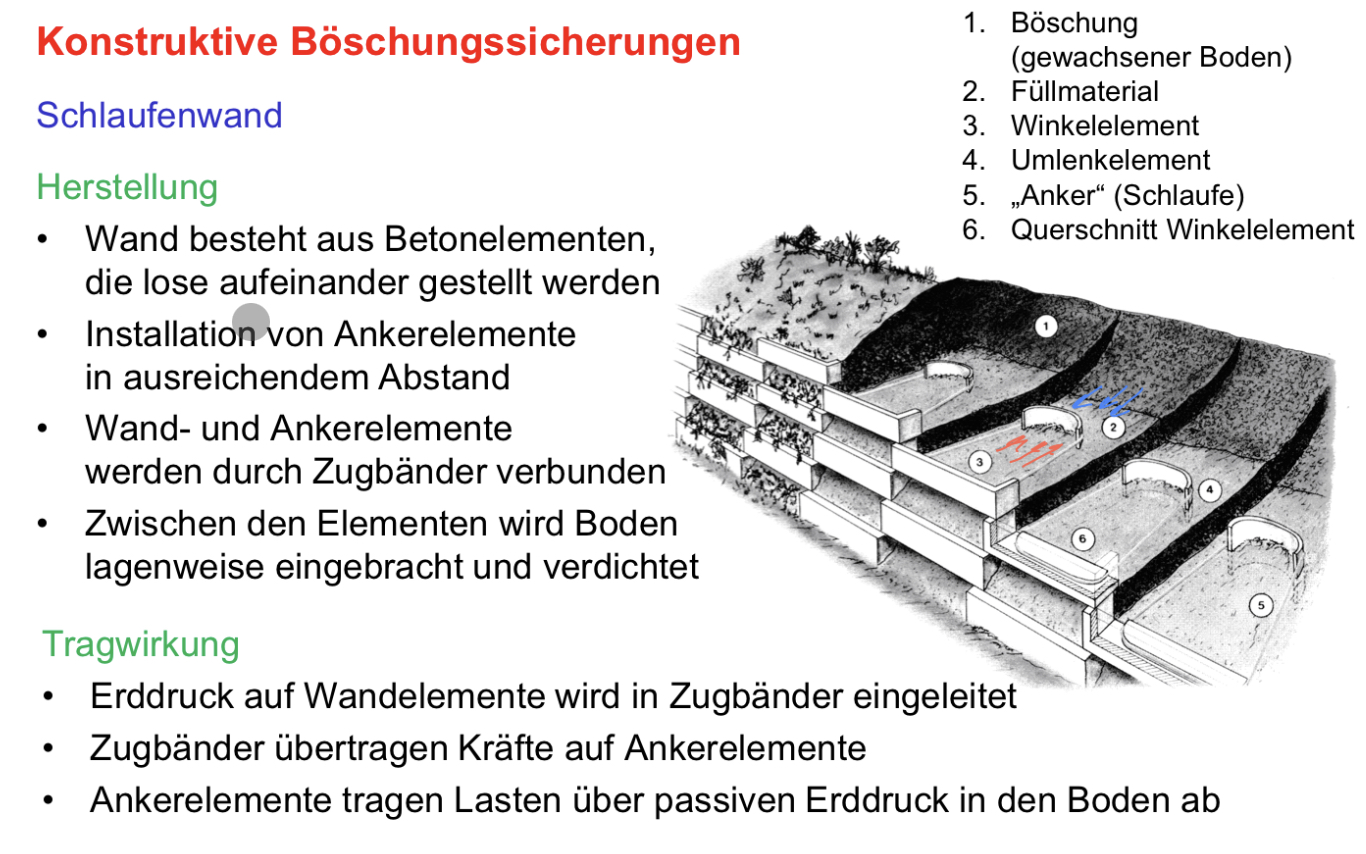 Konstruktive Böschungssicherungen
Schlaufenwand
Herstellung
• Wand besteht aus Betonelementen,
die lose aufeinander gestellt werden
• Installation von Ankerelemente
in ausreichendem Abstand
• Wand- und Ankerelemente
werden durch Zugbänder verbunden
• Zwischen den Elementen wird Boden
lagenweise eingebracht und verdichtet
Tragwirkung
• Erddruck auf Wandelemente wird in Zugbänder eingeleitet
• Zugbänder übertragen Kräfte auf Ankerelemente
• Ankerelemente tragen Lasten über passiven Erddruck in den Boden ab
1. Böschung
(gewachsener Boden)
2. Füllmaterial
3. Winkelelement
4. Umlenkelement
5. „Anker“ (Schlaufe)
6. Querschnitt Winkelelement
1
2
3
4
6
5